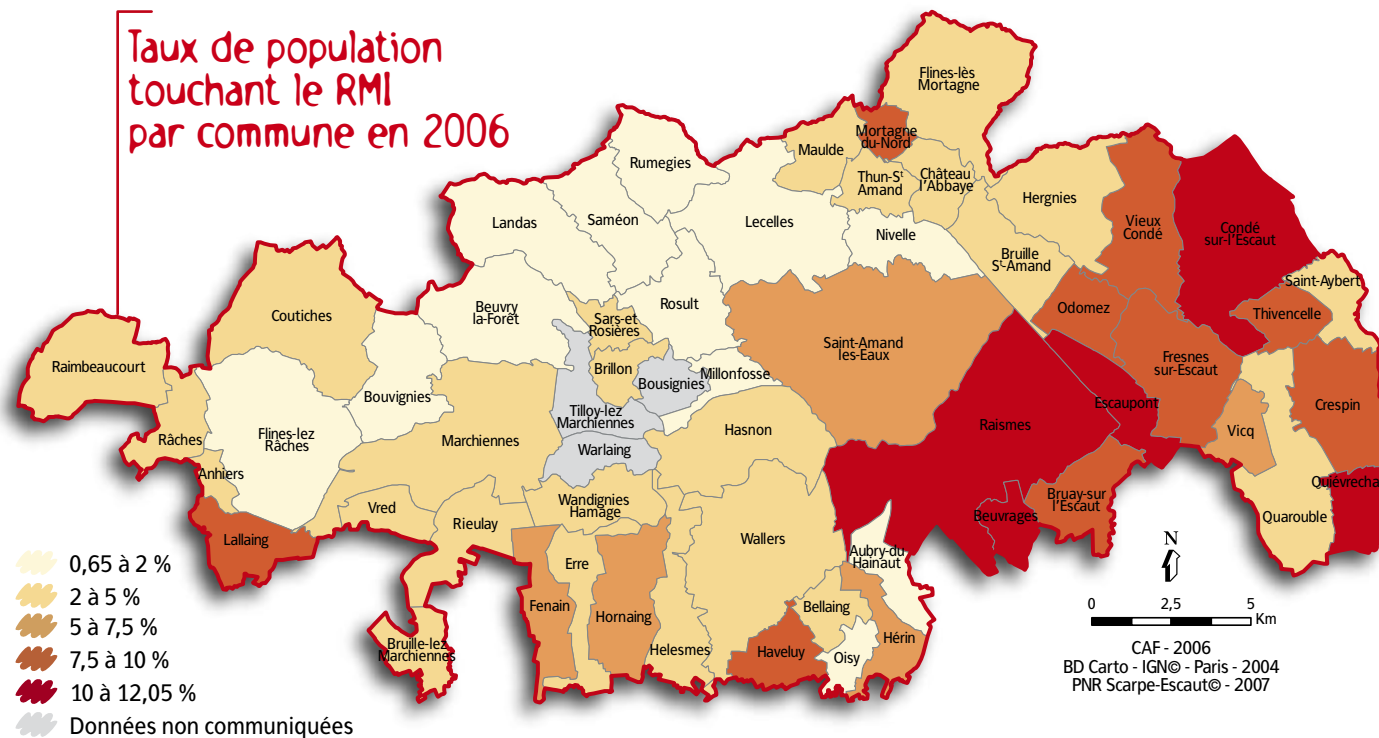 Taux de population
touchant le RMI
par commune en 2006
Flines-lès
Mortagne
Mortagne
du-Nord
Maulde
Rumegies
Thun-St
Amand
Château
l'Abbaye
Hergnies
Landas
Saméon
Lecelles
Nivelle
Vieux
Condé
Condé
sur-l'Escaut
Bruille
St-Amand
Saint-Aybert
Coutiches
Beuvry
la-Forêt
Rosult
Sars-et
Rosières
Odomez
Thivencelle
Saint-Amand
les-Eaux
Raimbeaucourt
Brillon
Bousignies
Millonfosse
Fresnes
sur-Escaut
Bouvignies
Escaupont
Crespin
Tilloy-lez
Marchiennes
Râches
Flines-lez
Râches
Marchiennes
Hasnon
Raismes
Vicq
Warlaing
Anhiers
Quiévrecha
Wandignies
Hamage
Vred
Rieulay
Bruay-sur
l'Escaut
Beuvrages
Quarouble
Lallaing
Wallers
Aubry-du
Hainaut
Erre
Fenain
Hornaing
Bellaing
Hérin
Bruille-lez
Marchiennes
Helesmes
Haveluy
Oisy
0,65 à 2 %
2 à 5 %
5 à 7,5 %
7,5 à 10 %
10 à 12,05 %
Données non communiquées
N
0 2,5 5
Km
CAF - 2006
BD Carto - IGN© - Paris - 2004
PNR Scarpe-Escaut© - 2007